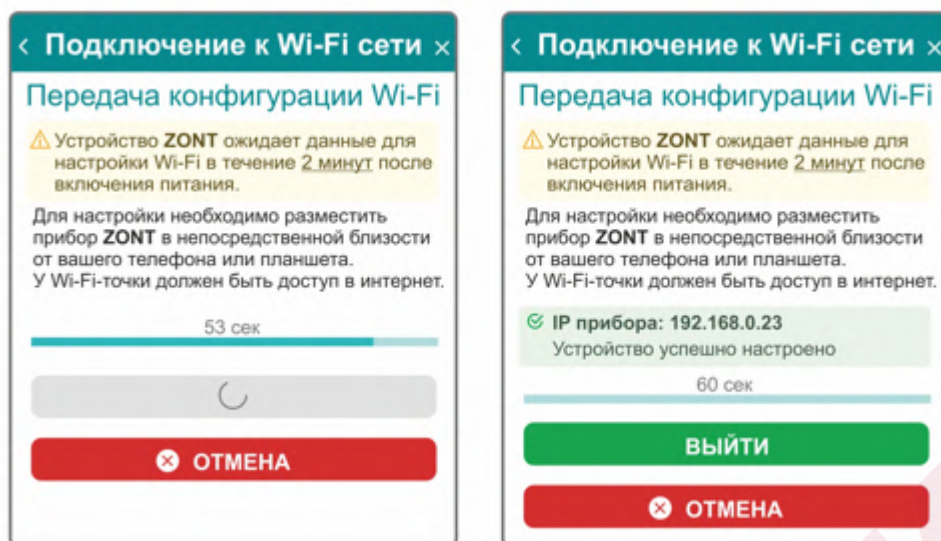 < Подключение к Wi-Fi сети ×
Передача конфигурации Wi-Fi
Устройство ZONT ожидает данные для
настройки Wi-Fi в течение 2 минут после
включения питания.
Для настройки необходимо разместить
прибор ZONT в непосредственной близости
от вашего телефона или планшета.
У Wi-Fi-точки должен быть доступ в интернет.
53 сек
ОТМЕНА
< Подключение к Wi-Fi сети ×
Передача конфигурации Wi-Fi
Устройство ZONT ожидает данные для
настройки Wi-Fi в течение 2 минут после
включения питания.
Для настройки необходимо разместить
прибор ZONT в непосредственной близости
от вашего телефона или планшета.
У Wi-Fi-точки должен быть доступ в интернет.
IP прибора: 192.168.0.23
Устройство успешно настроено
60 сек
ВЫЙТИ
ОТМЕНА